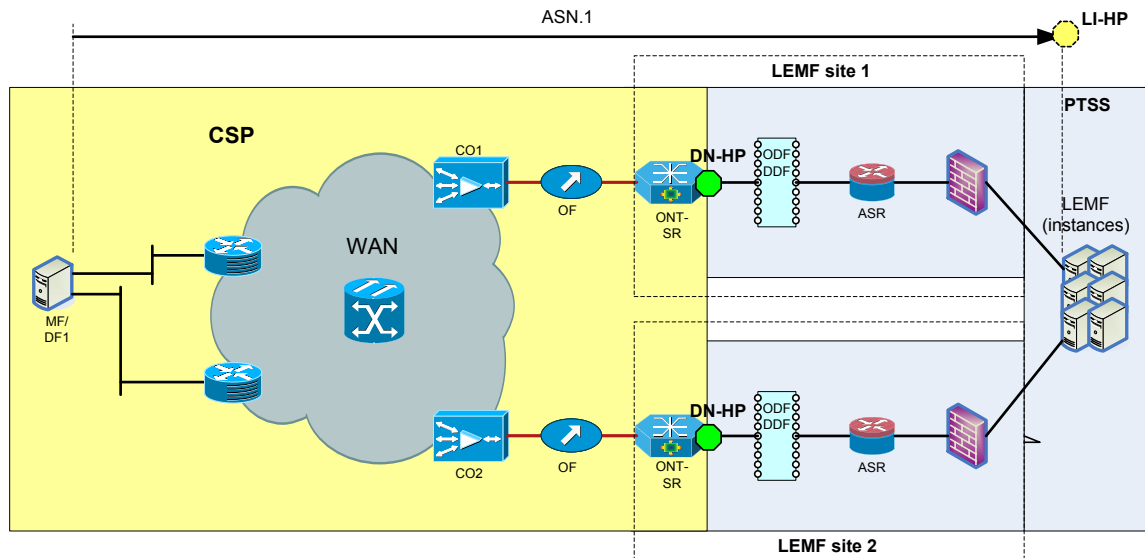 ASN.1
LI-HP
LEMF site 1
PTSS
CSP
CO1
DN-HP
ODF
DDF
OF
ONT-
SR
ASR
LEMF
(instances)
WAN
MF/
DF1
DN-HP
ODF
DDF
CO2
OF
ONT-
SR
ASR
LEMF site 2